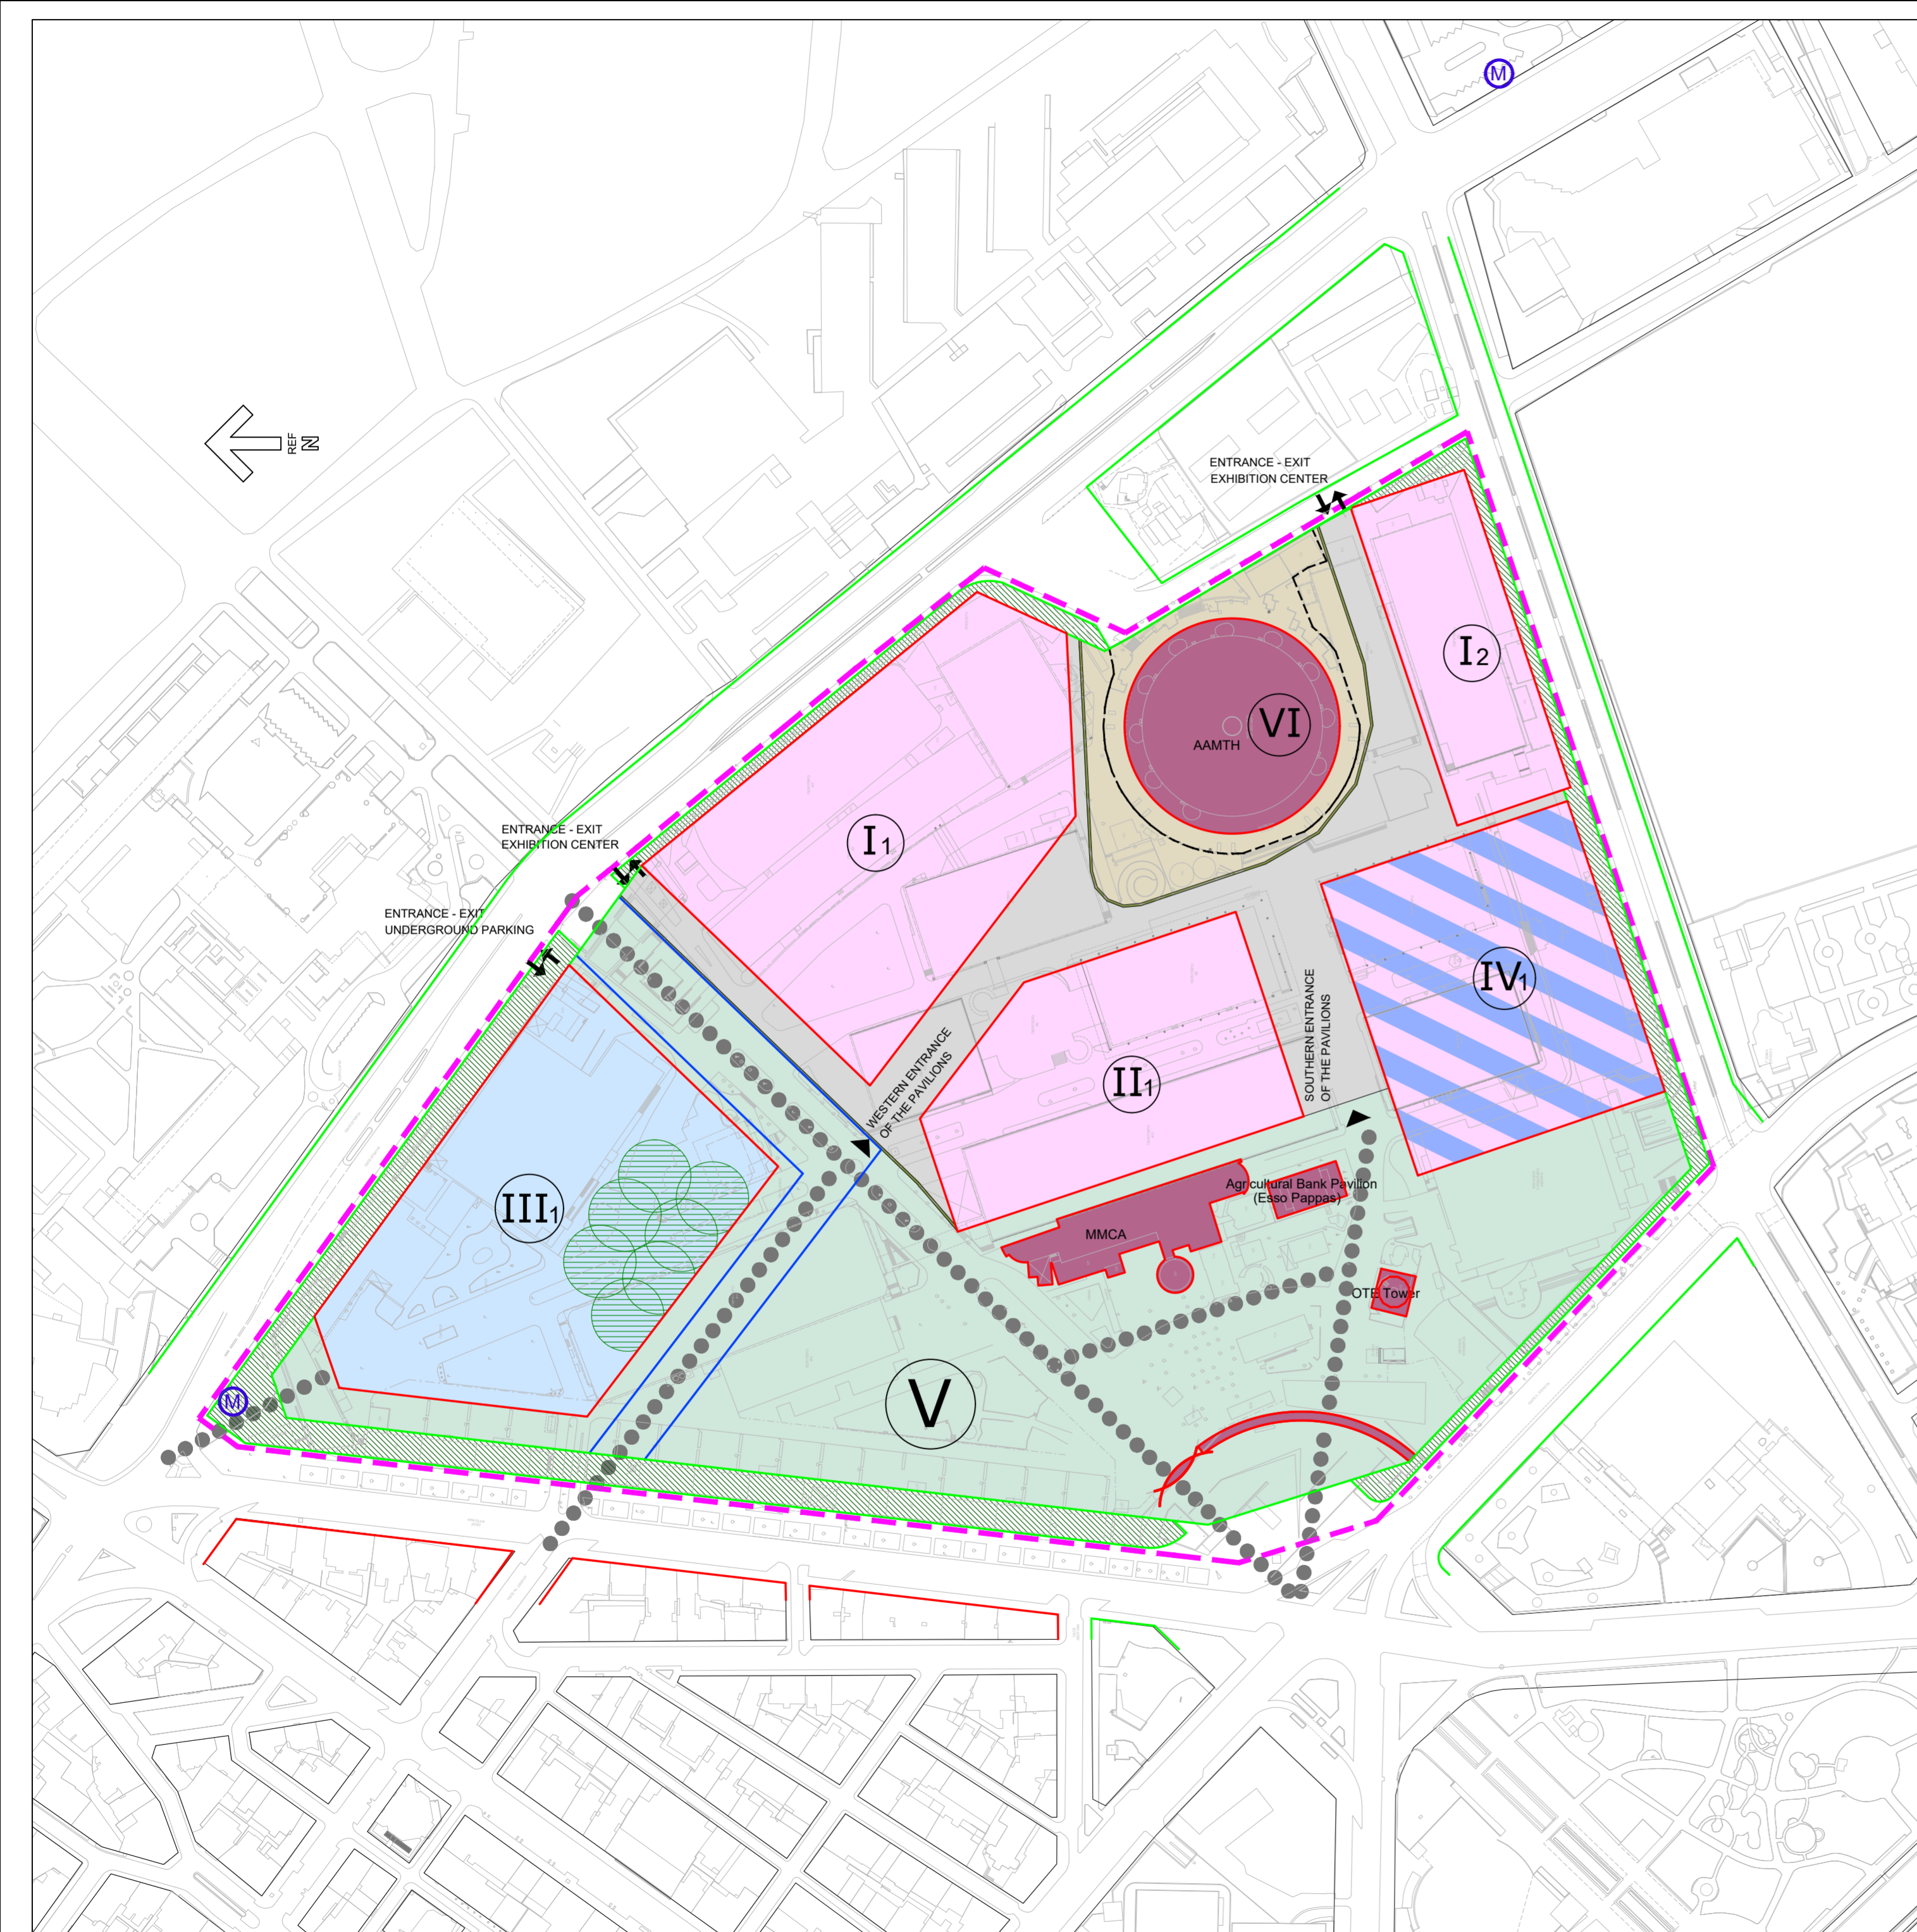 M
REF
N
ENTRANCE - EXIT
EXHIBITION CENTER
I2
VI
AAMTH
ENTRANCE - EXIT
EXHIBITION CENTER
I1
ENTRANCE - EXIT
UNDERGROUND PARKING
IV1
SOUTHERN ENTRANCE
OF THE PAVILIONS
WESTERN ENTRANCE
OF THE PAVILIONS
II1
III1
Agricultural Bank Pavilion
(Esso Pappas)
MMCA
OTE Tower
V
M